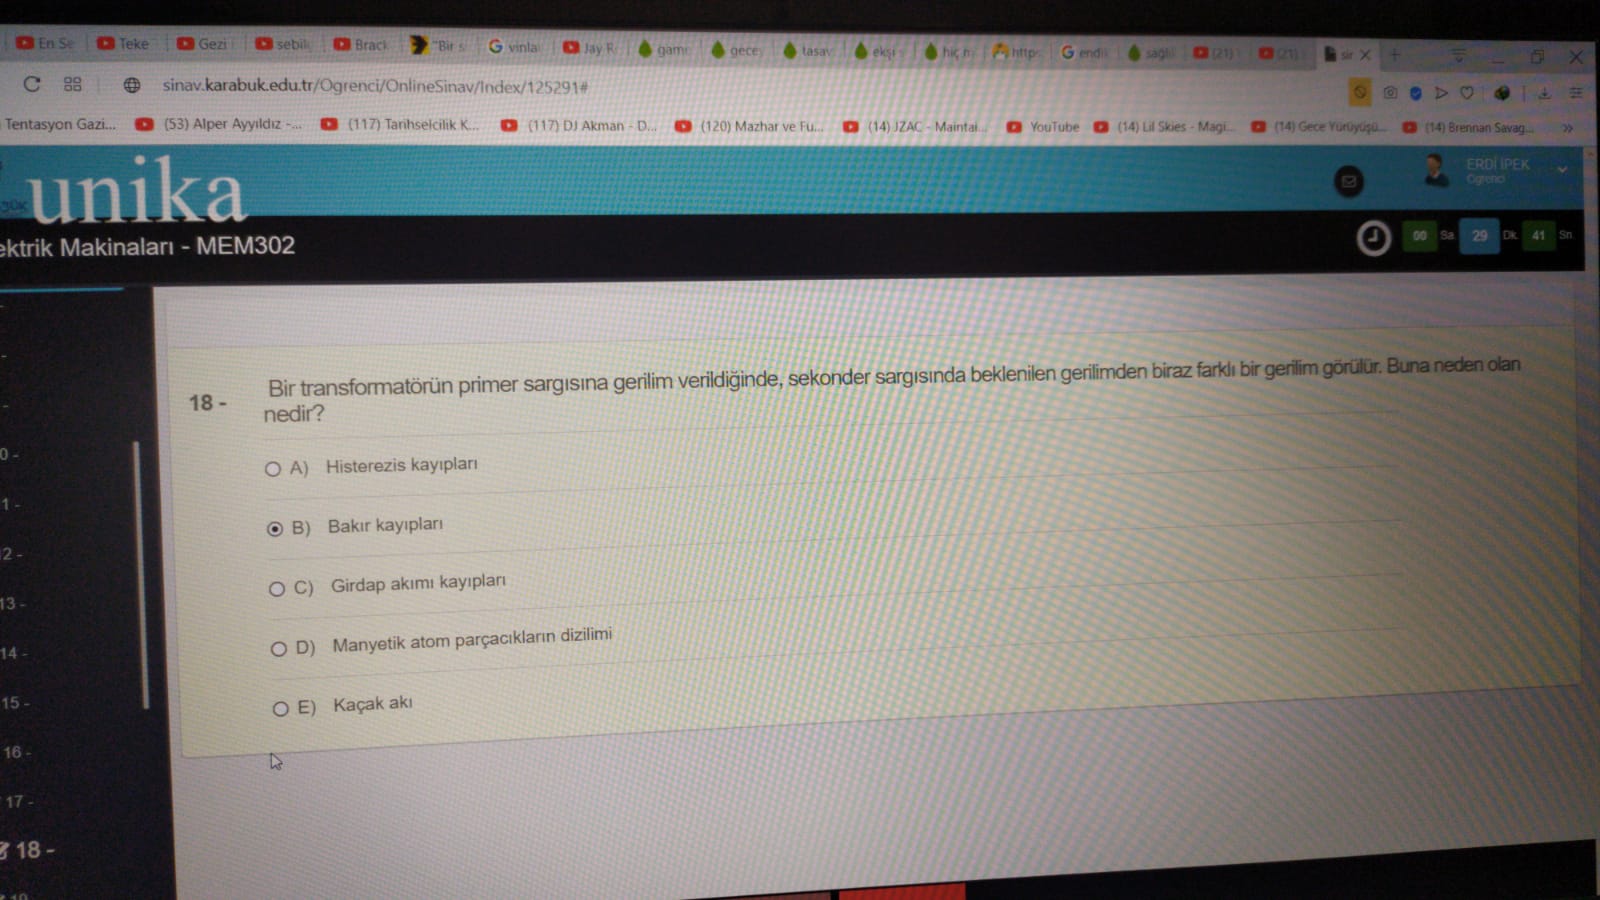 En Se
Teke
Gezi
sebil
Brack
"Bir s
vinla
Jay R
game
gece
tasav
ekşi
hiç m
https
endi
sağlı
(21)
(21)
sir
sinav.karabuk.edu.tr/Ogrenci/OnlineSinav/Index/125291#
Tentasyon Gazi...
(53) Alper Ayyıldız -...
(117) Tarihselcilik K...
(117) DJ Akman - D...
(120) Mazhar ve Fu...
(14) JZAC - Maintai...
YouTube
(14) Lil Skies - Magi...
(14) Gece Yürüyüşü...
(14) Brennan Savag...
unika
ERDİ İPEK
Öğrenci
ektrik Makinaları - MEM302
00 Sa. 29 Dk. 41 Sn.
18 - Bir transformatörün primer sargısına gerilim verildiğinde, sekonder sargısında beklenilen gerilimden biraz farklı bir gerilim görülür. Buna neden olan
nedir?
A) Histerezis kayıpları
B) Bakır kayıpları
C) Girdap akımı kayıpları
D) Manyetik atom parçacıkların dizilimi
E) Kaçak akı
0 -
1 -
2 -
13 -
14 -
15 -
16 -
17 -
18 -